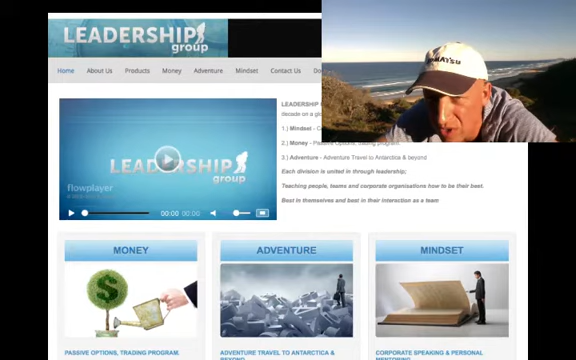 LEADERSHIP
group
Home About Us Products Money Adventure Mindset Contact Us
LEADERSHIP
decade on a
1.) Mindset -
2.) Money - Passive Options, trading program.
3.) Adventure - Adventure Travel to Antarctica & beyond
Each division is united in through leadership;
Teaching people, teams and corporate organisations how to be their best.
Best in themselves and best in their interaction as a team
LEADERSHIP
group
flowplayer
00:00 00:00
MONEY ADVENTURE MINDSET
$
PASSIVE OPTIONS, TRADING PROGRAM.
ADVENTURE TRAVEL TO ANTARCTICA &
BEYOND
CORPORATE SPEAKING & PERSONAL
MENTORING